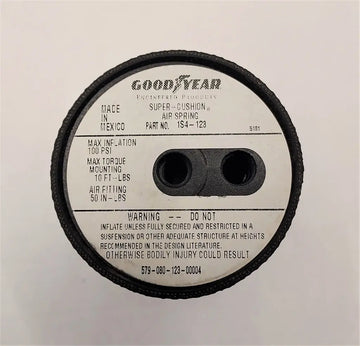 GOODYEAR
ENGINEERED PRODUCTS
SUPER-CUSHION
AIR SPRING
PART NO. 1S4-123
MADE
IN
MEXICO
5151
MAX INFLATION
100 PSI
MAX TORQUE
MOUNTING
10 FT-LBS
AIR FITTING
50 IN-LBS
WARNING -- DO NOT
INFLATE UNLESS FULLY SECURED AND RESTRICTED IN A
SUSPENSION OR OTHER ADEQUATE STRUCTURE AT HEIGHTS
RECOMMENDED IN THE DESIGN LITERATURE.
OTHERWISE BODILY INJURY COULD RESULT
579-080-123-00004